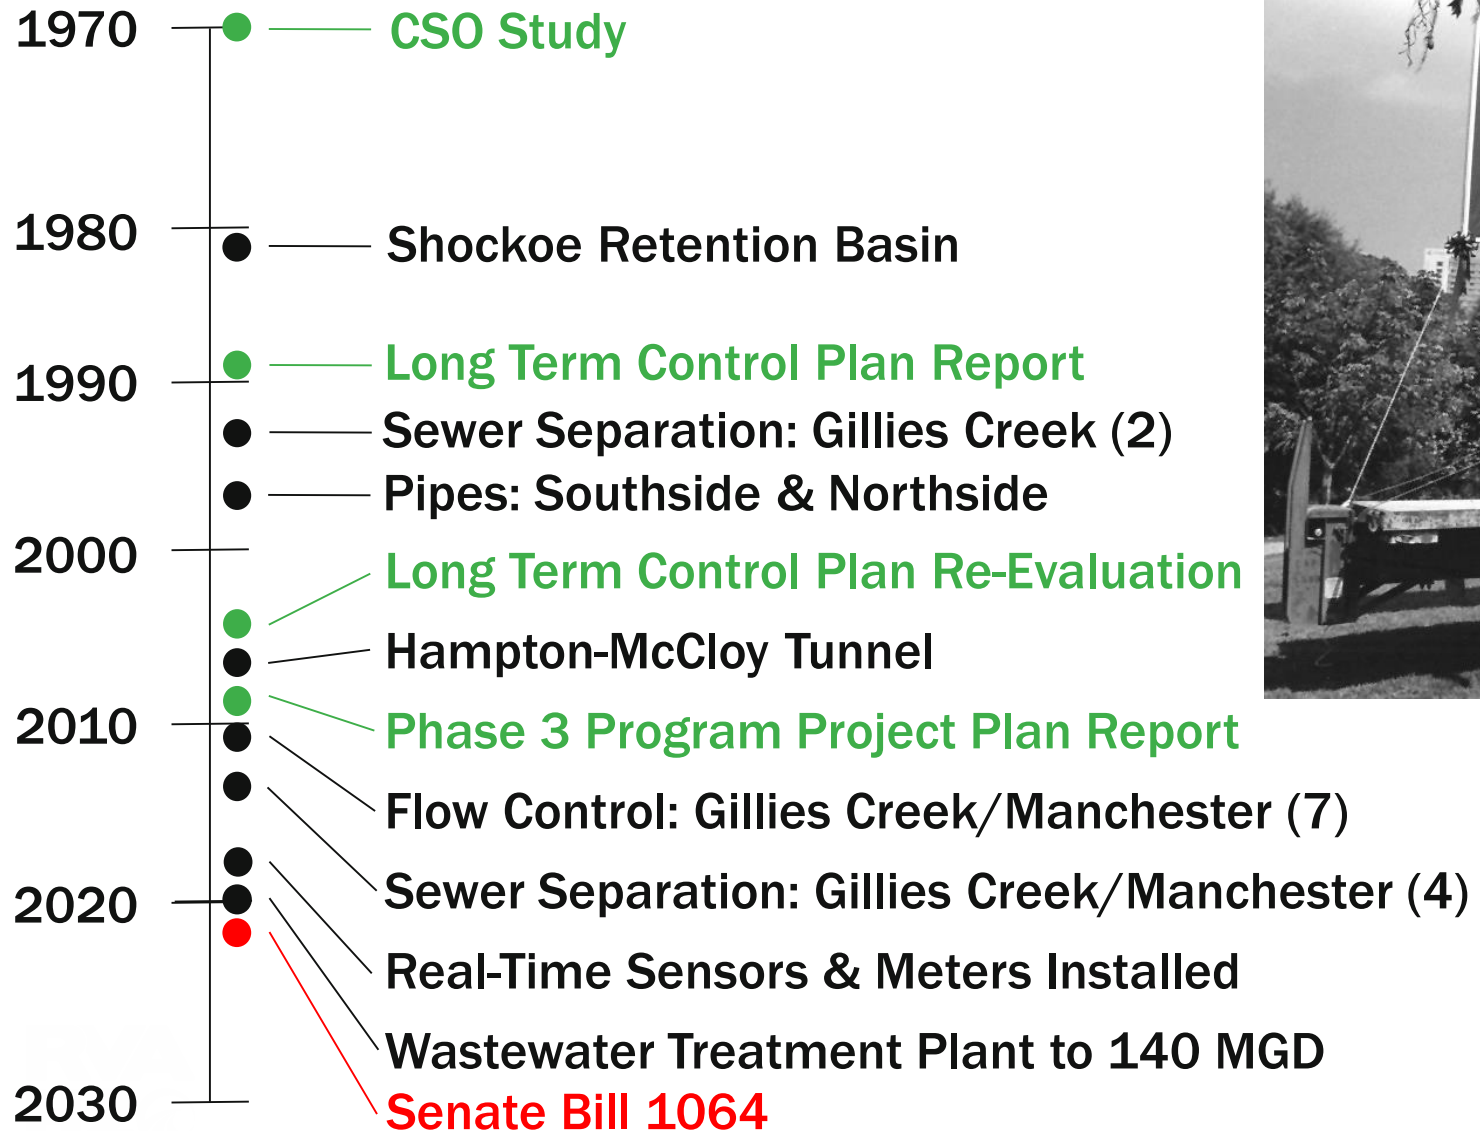 1970
CSO Study
1980
Shockoe Retention Basin
Long Term Control Plan Report
1990
Sewer Separation: Gillies Creek (2)
Pipes: Southside & Northside
2000
Long Term Control Plan Re-Evaluation
Hampton-McCloy Tunnel
2010
Phase 3 Program Project Plan Report
Flow Control: Gillies Creek/Manchester (7)
2020
Sewer Separation: Gillies Creek/Manchester (4)
Real-Time Sensors & Meters Installed
Wastewater Treatment Plant to 140 MGD
2030
Senate Bill 1064